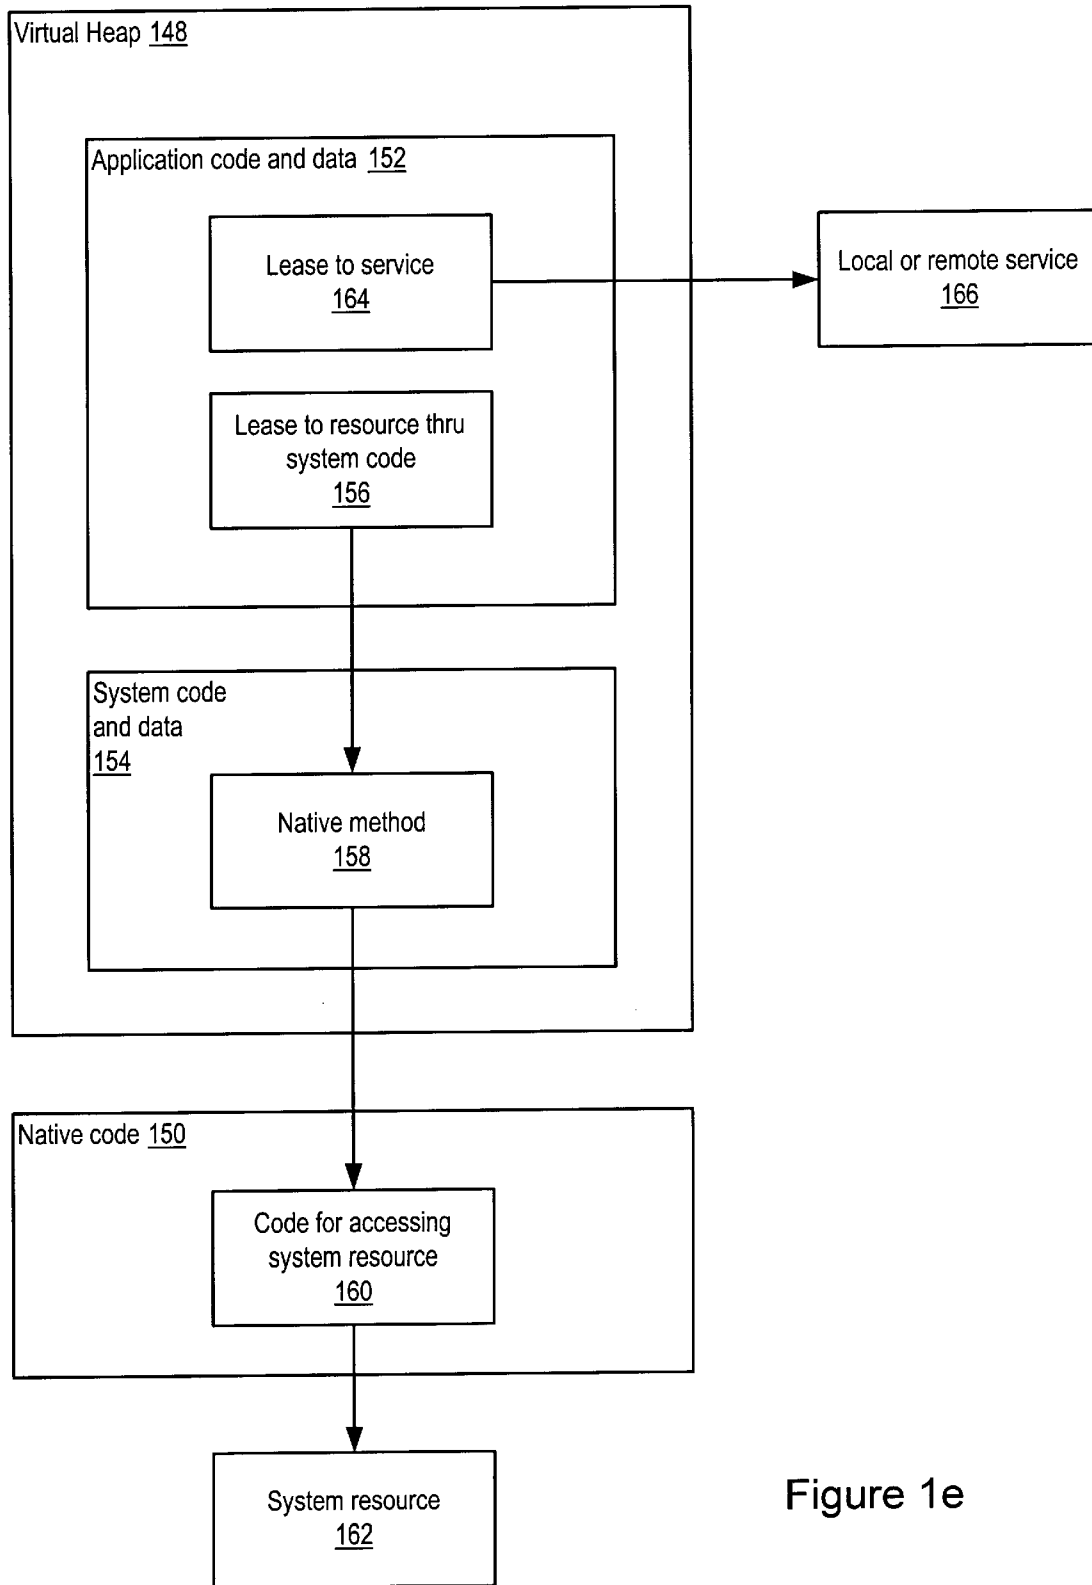 Virtual Heap 148
Application code and data 152
Lease to service
164
Local or remote service
166
Lease to resource thru
system code
156
System code
and data
154
Native method
158
Native code 150
Code for accessing
system resource
160
System resource
162
Figure 1e